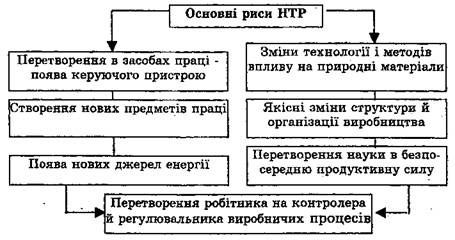 Основні риси НТР
Перетворення в засобах праці -
поява керуючого пристрою
Зміни технології і методів
впливу на природні матеріали
Створення нових предметів праці
Якісні зміни структури й
організації виробництва
Поява нових джерел енергії
Перетворення науки в безпо-
середню продуктивну силу
Перетворення робітника на контролера
й регулювальника виробничих процесів